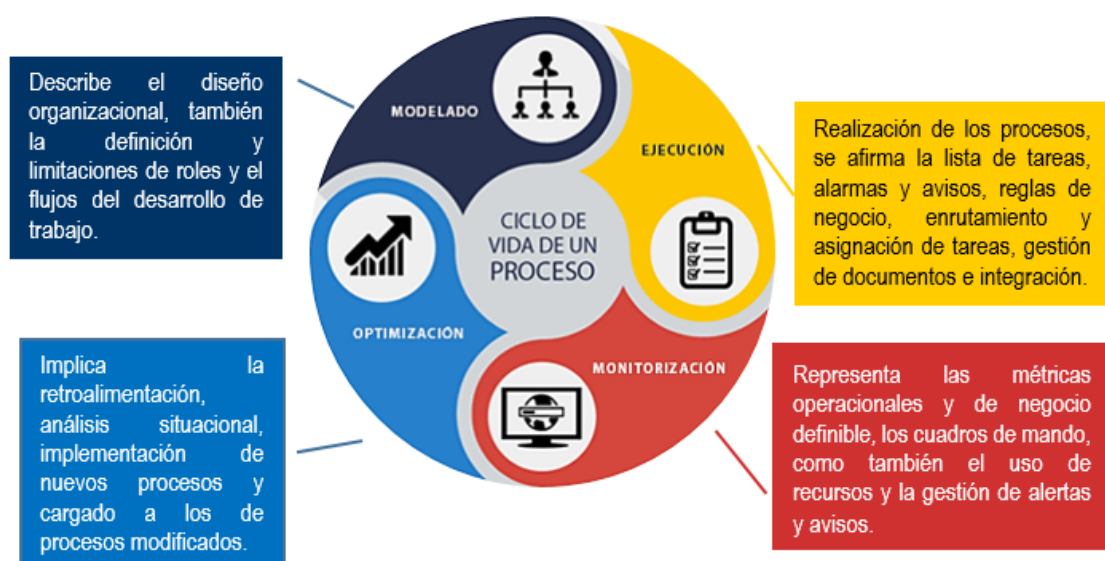 Describe el diseño
organizacional, también
la definición y
limitaciones de roles y el
flujos del desarrollo de
trabajo.
MODELADO
EJECUCIÓN
Realización de los procesos,
se afirma la lista de tareas,
alarmas y avisos, reglas de
negocio, enrutamiento y
asignación de tareas, gestión
de documentos e integración.
CICLO DE
VIDA DE UN
PROCESO
OPTIMIZACIÓN
MONITORIZACIÓN
Implica la
retroalimentación,
análisis situacional,
implementación de
nuevos procesos y
cargado a los de
procesos modificados.
Representa las métricas
operacionales y de negocio
definible, los cuadros de mando,
como también el uso de
recursos y la gestión de alertas
y avisos.